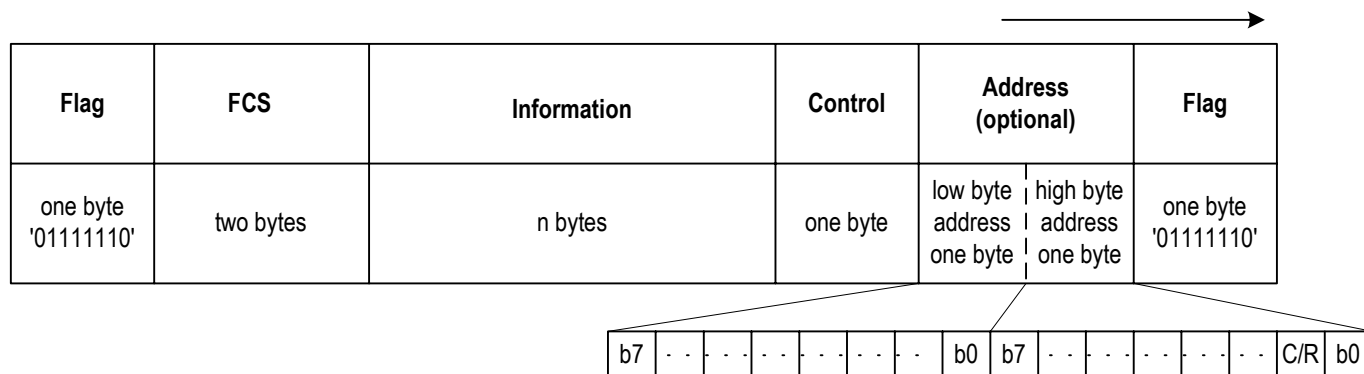 Flag
FCS
Information
Control
Address
(optional)
Flag
one byte
'01111110'
two bytes
n bytes
one byte
low byte
address
one byte
high byte
address
one byte
one byte
'01111110'
b7 b0 b7 C/R b0